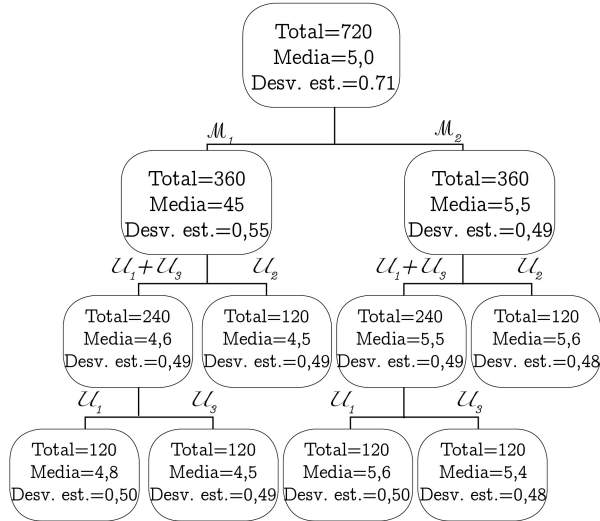 Total=720
Media=5,0
Desv. est.=0.71
ℳ₁
ℳ₂
Total=360
Media=45
Desv. est.=0,55
Total=360
Media=5,5
Desv. est.=0,49
𝒰₁+𝒰₃
𝒰₂
𝒰₁+𝒰₃
𝒰₂
Total=240
Media=4,6
Desv. est.=0,49
Total=120
Media=4,5
Desv. est.=0,49
Total=240
Media=5,5
Desv. est.=0,49
Total=120
Media=5,6
Desv. est.=0,48
𝒰₁
𝒰₃
𝒰₁
𝒰₃
Total=120
Media=4,8
Desv. est.=0,50
Total=120
Media=4,5
Desv. est.=0,49
Total=120
Media=5,6
Desv. est.=0,50
Total=120
Media=5,4
Desv. est.=0,48